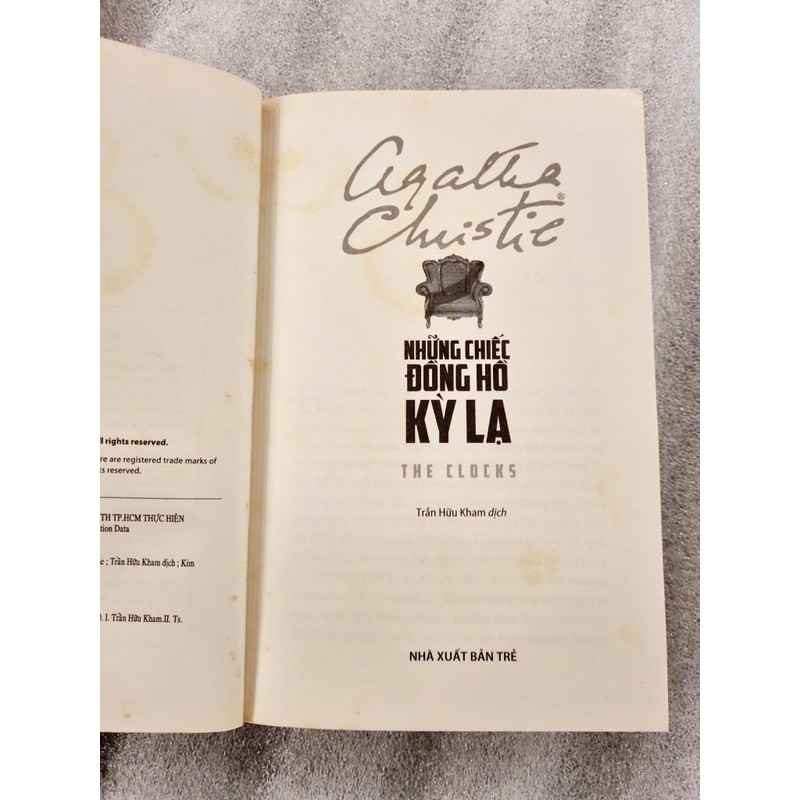 ll rights reserved.
re are registered trade marks of
ts reserved.
TH TP.HCM THỰC HIỆN
tion Data
e ; Trần Hữu Kham dịch ; Kim
). I. Trần Hữu Kham.II. Ts.
Agatha
Christie®
NHỮNG CHIẾC
ĐỒNG HỒ
KỲ LẠ
THE CLOCKS
Trần Hữu Kham dịch
NHÀ XUẤT BẢN TRẺ